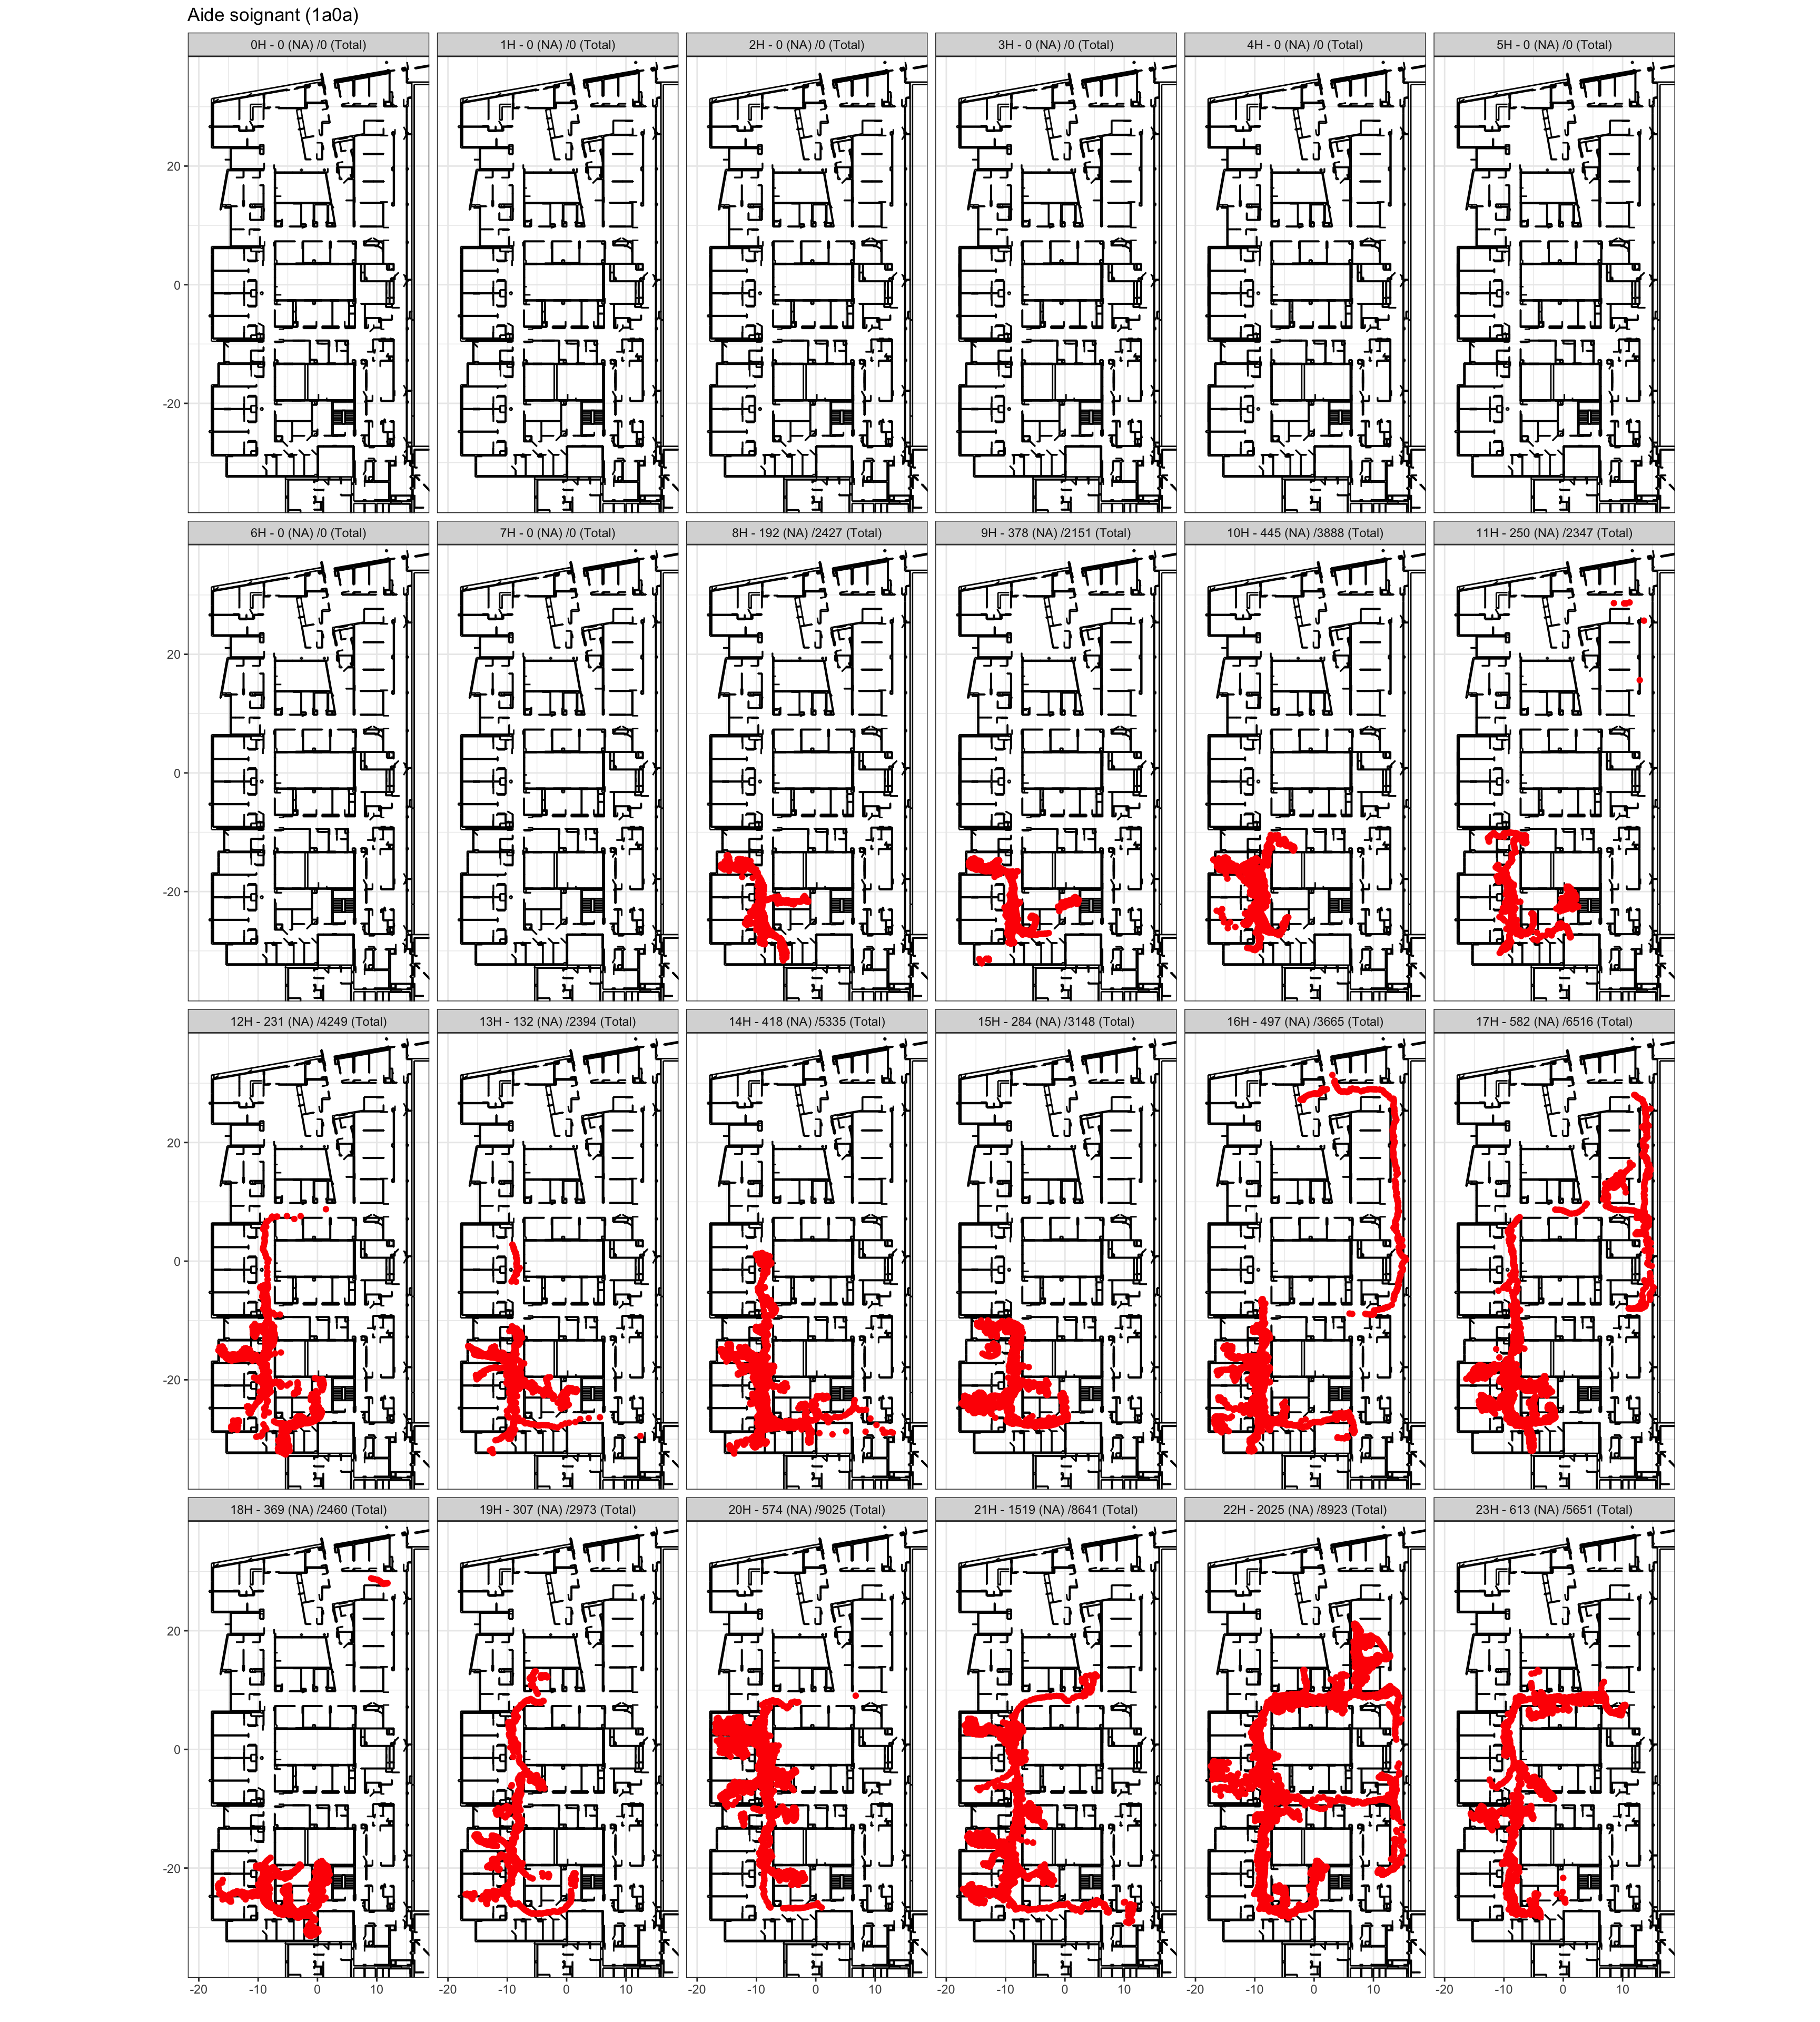 Aide soignant (1a0a)
0H - 0 (NA) /0 (Total)
1H - 0 (NA) /0 (Total)
2H - 0 (NA) /0 (Total)
3H - 0 (NA) /0 (Total)
4H - 0 (NA) /0 (Total)
5H - 0 (NA) /0 (Total)
20
0
-20
6H - 0 (NA) /0 (Total)
7H - 0 (NA) /0 (Total)
8H - 192 (NA) /2427 (Total)
9H - 378 (NA) /2151 (Total)
10H - 445 (NA) /3888 (Total)
11H - 250 (NA) /2347 (Total)
20
0
-20
12H - 231 (NA) /4249 (Total)
13H - 132 (NA) /2394 (Total)
14H - 418 (NA) /5335 (Total)
15H - 284 (NA) /3148 (Total)
16H - 497 (NA) /3665 (Total)
17H - 582 (NA) /6516 (Total)
20
0
-20
18H - 369 (NA) /2460 (Total)
19H - 307 (NA) /2973 (Total)
20H - 574 (NA) /9025 (Total)
21H - 1519 (NA) /8641 (Total)
22H - 2025 (NA) /8923 (Total)
23H - 613 (NA) /5651 (Total)
20
0
-20
-20 -10 0 10
-20 -10 0 10
-20 -10 0 10
-20 -10 0 10
-20 -10 0 10
-20 -10 0 10